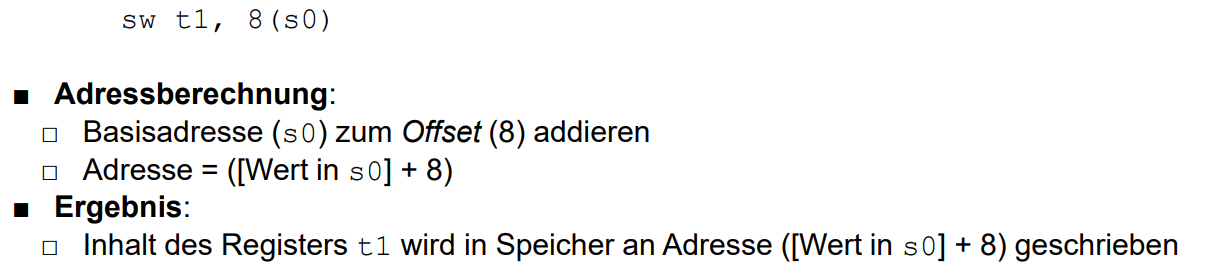 sw t1, 8(s0)
■ Adressberechnung:
□ Basisadresse (s0) zum Offset (8) addieren
□ Adresse = ([Wert in s0] + 8)
■ Ergebnis:
□ Inhalt des Registers t1 wird in Speicher an Adresse ([Wert in s0] + 8) geschrieben